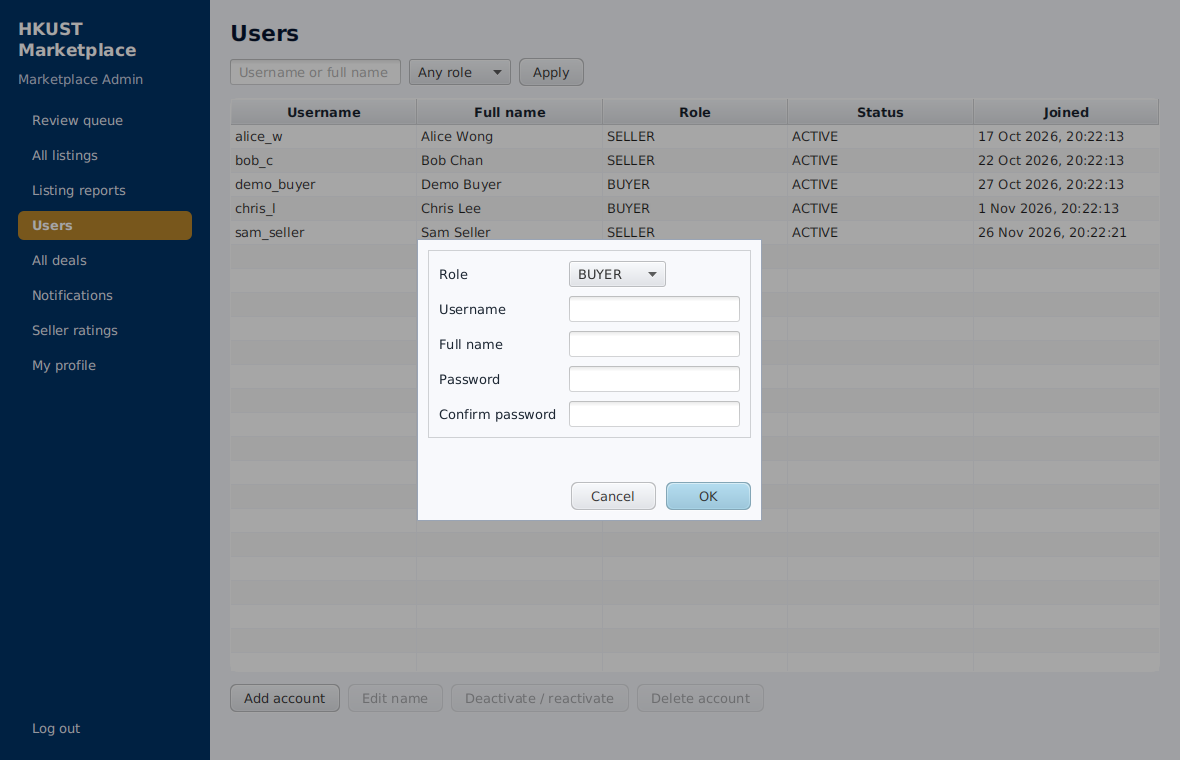 HKUST
Marketplace
Marketplace Admin
Review queue
All listings
Listing reports
Users
All deals
Notifications
Seller ratings
My profile
Log out
Users
Username or full name Any role Apply
Username Full name Role Status Joined
alice_w Alice Wong SELLER ACTIVE 17 Oct 2026, 20:22:13
bob_c Bob Chan SELLER ACTIVE 22 Oct 2026, 20:22:13
demo_buyer Demo Buyer BUYER ACTIVE 27 Oct 2026, 20:22:13
chris_l Chris Lee BUYER ACTIVE 1 Nov 2026, 20:22:13
sam_seller Sam Seller SELLER ACTIVE 26 Nov 2026, 20:22:21
Role BUYER
Username
Full name
Password
Confirm password
Cancel OK
Add account Edit name Deactivate / reactivate Delete account